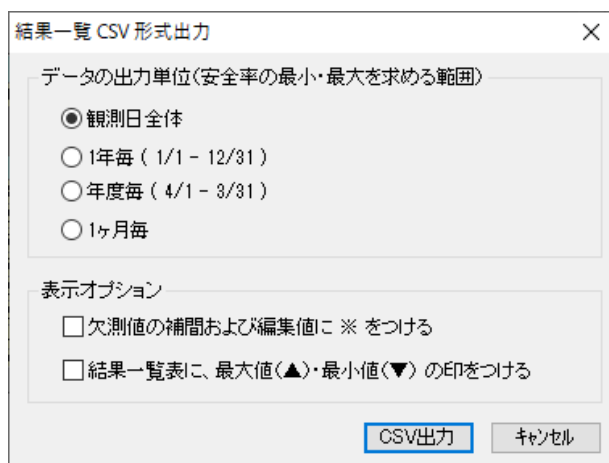 結果一覧 CSV 形式出力
データの出力単位(安全率の最小・最大を求める範囲)
観測日全体
1年毎 ( 1/1 - 12/31 )
年度毎 ( 4/1 - 3/31 )
1ヶ月毎
表示オプション
欠測値の補間および編集値に ※ をつける
結果一覧表に、最大値(▲)・最小値(▼) の印をつける
CSV出力
キャンセル